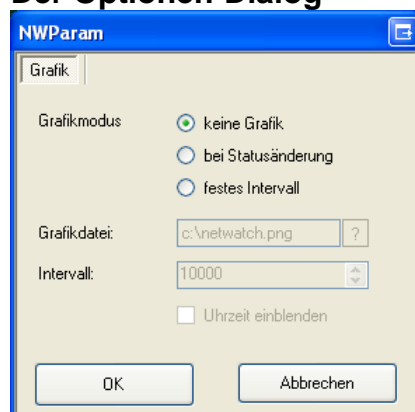 Der Optionen-Dialog
NWParam
Grafik
Grafikmodus
keine Grafik
bei Statusänderung
festes Intervall
Grafikdatei: c:\netwatch.png ?
Intervall: 10000
Uhrzeit einblenden
OK Abbrechen